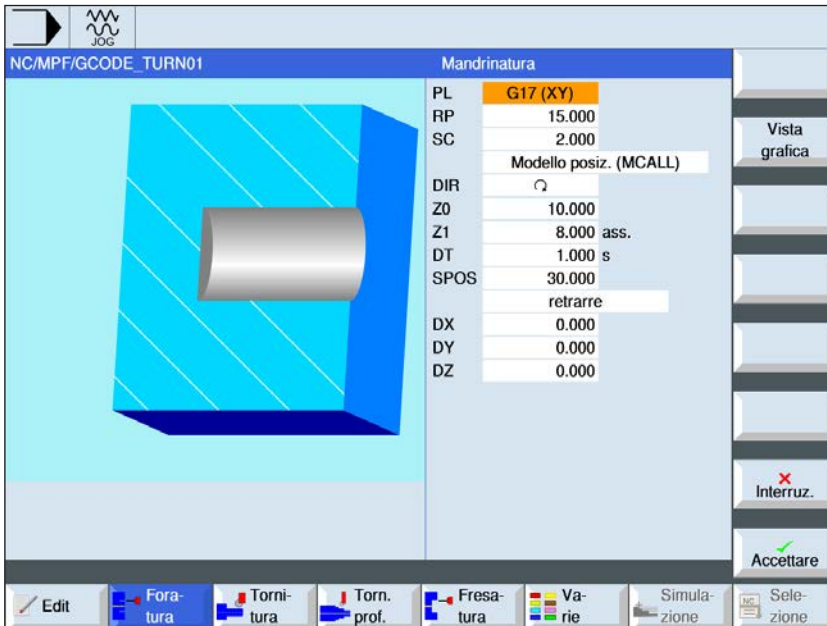 JOG
NC/MPF/GCODE_TURN01
Mandrinatura
PL G17 (XY)
RP 15.000
SC 2.000
Modello posiz. (MCALL)
DIR
Z0 10.000
Z1 8.000 ass.
DT 1.000 s
SPOS 30.000
retrarre
DX 0.000
DY 0.000
DZ 0.000
Vista
grafica
Interruz.
Accettare
Edit
Fora-
tura
Torni-
tura
Torn.
prof.
Fresa-
tura
Va-
rie
Simula-
zione
NC
Sele-
zione